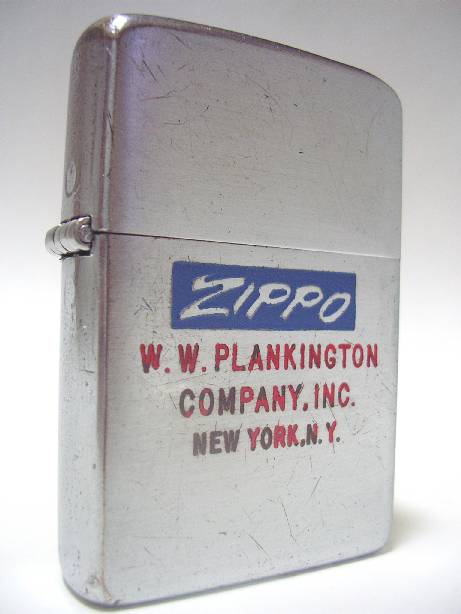 ZIPPO
W. W. PLANKINGTON
COMPANY, INC.
NEW YORK, N. Y.